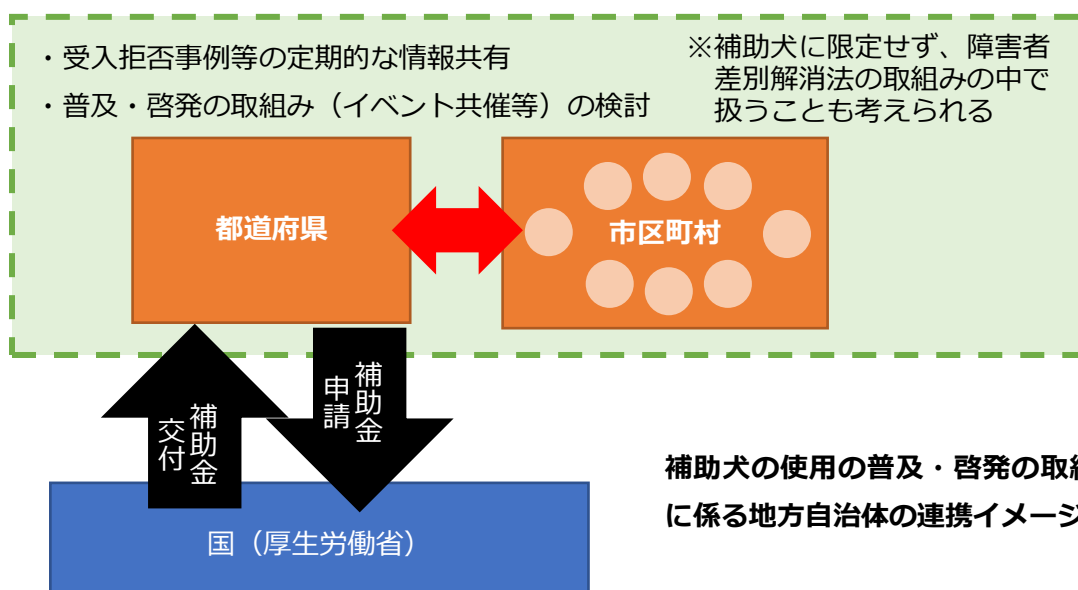 ・受入拒否事例等の定期的な情報共有
・普及・啓発の取組み（イベント共催等）の検討
※補助犬に限定せず、障害者
差別解消法の取組みの中で
扱うことも考えられる
都道府県
市区町村
補助金
交付
補助金
申請
国（厚生労働省）
補助犬の使用の普及・啓発の取組
に係る地方自治体の連携イメージ